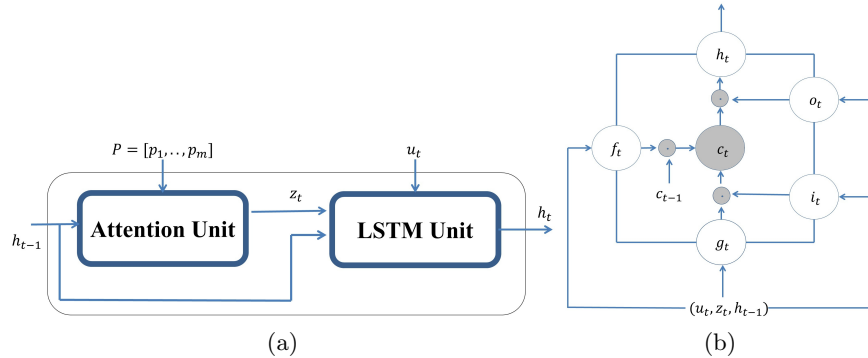 P = [p₁,..,pₘ]
uₜ
zₜ
Attention Unit
LSTM Unit
hₜ₋₁
hₜ
(a)
hₜ
oₜ
fₜ
cₜ
cₜ₋₁
iₜ
gₜ
(uₜ, zₜ, hₜ₋₁)
(b)